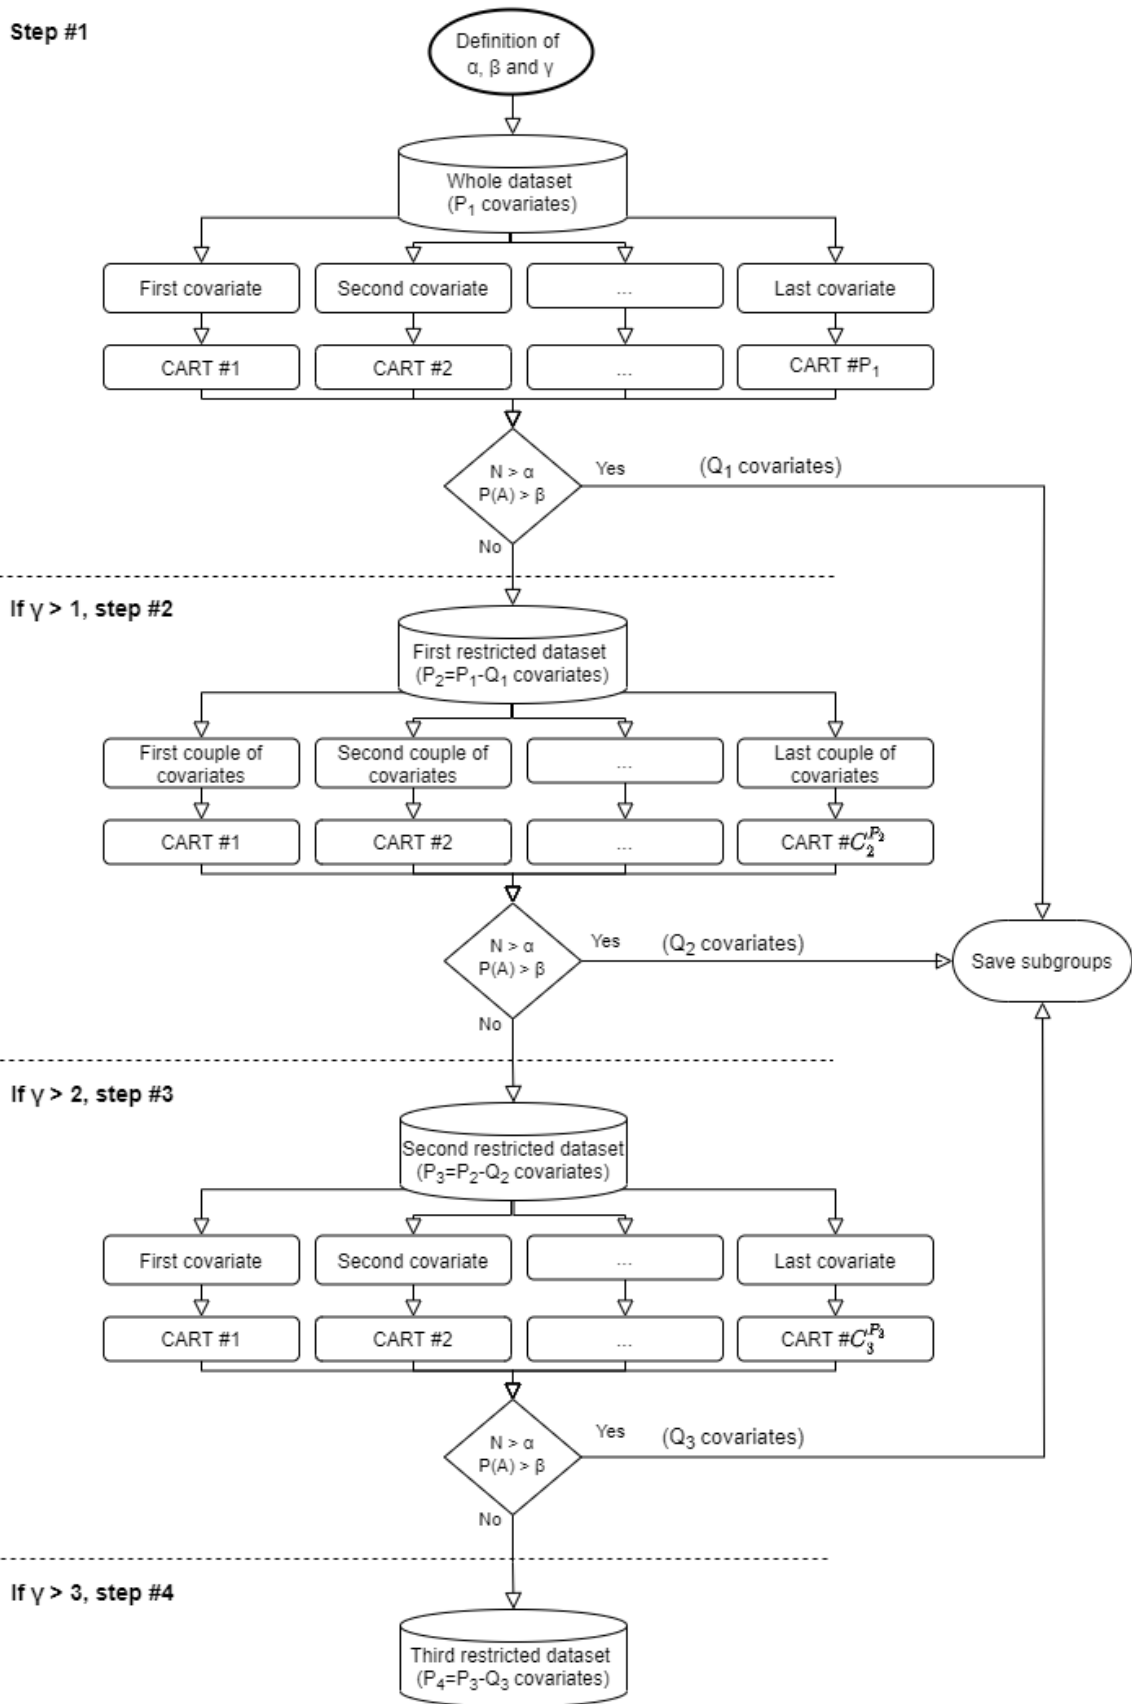 Step #1
Definition of
α, β and γ
Whole dataset
(P₁ covariates)
First covariate
Second covariate
...
Last covariate
CART #1
CART #2
...
CART #P₁
N > α
P(A) > β
Yes
(Q₁ covariates)
No
If γ > 1, step #2
First restricted dataset
(P₂=P₁-Q₁ covariates)
First couple of
covariates
Second couple of
covariates
...
Last couple of
covariates
CART #1
CART #2
...
CART #C₂^P₂
N > α
P(A) > β
Yes
(Q₂ covariates)
Save subgroups
No
If γ > 2, step #3
Second restricted dataset
(P₃=P₂-Q₂ covariates)
First covariate
Second covariate
...
Last covariate
CART #1
CART #2
...
CART #C₃^P₃
N > α
P(A) > β
Yes
(Q₃ covariates)
No
If γ > 3, step #4
Third restricted dataset
(P₄=P₃-Q₃ covariates)